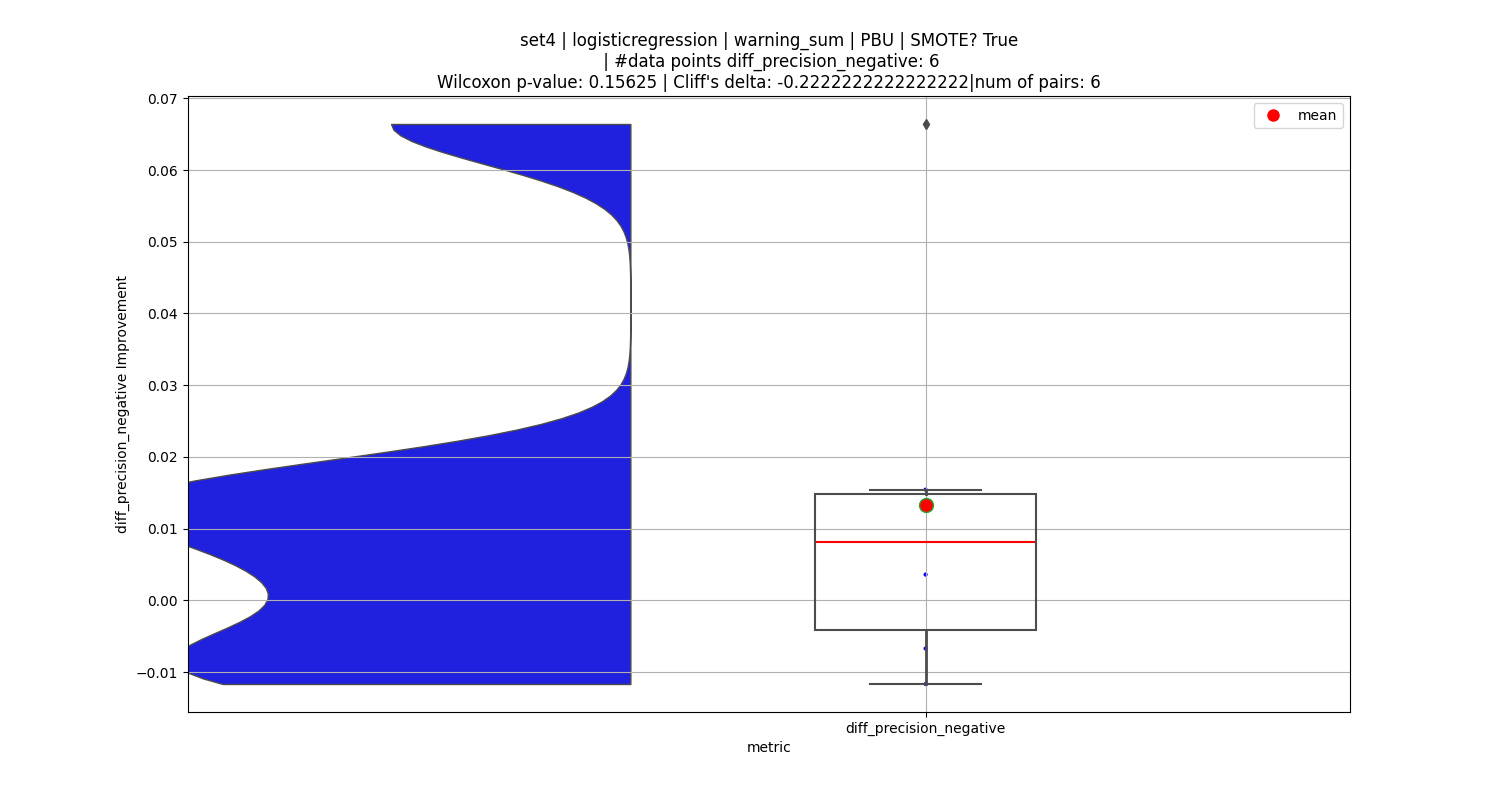 set4 | logisticregression | warning_sum | PBU | SMOTE? True
| #data points diff_precision_negative: 6
Wilcoxon p-value: 0.15625 | Cliff's delta: -0.2222222222222222|num of pairs: 6
mean
0.07
0.06
0.05
0.04
0.03
0.02
0.01
0.00
−0.01
diff_precision_negative Improvement
diff_precision_negative
metric